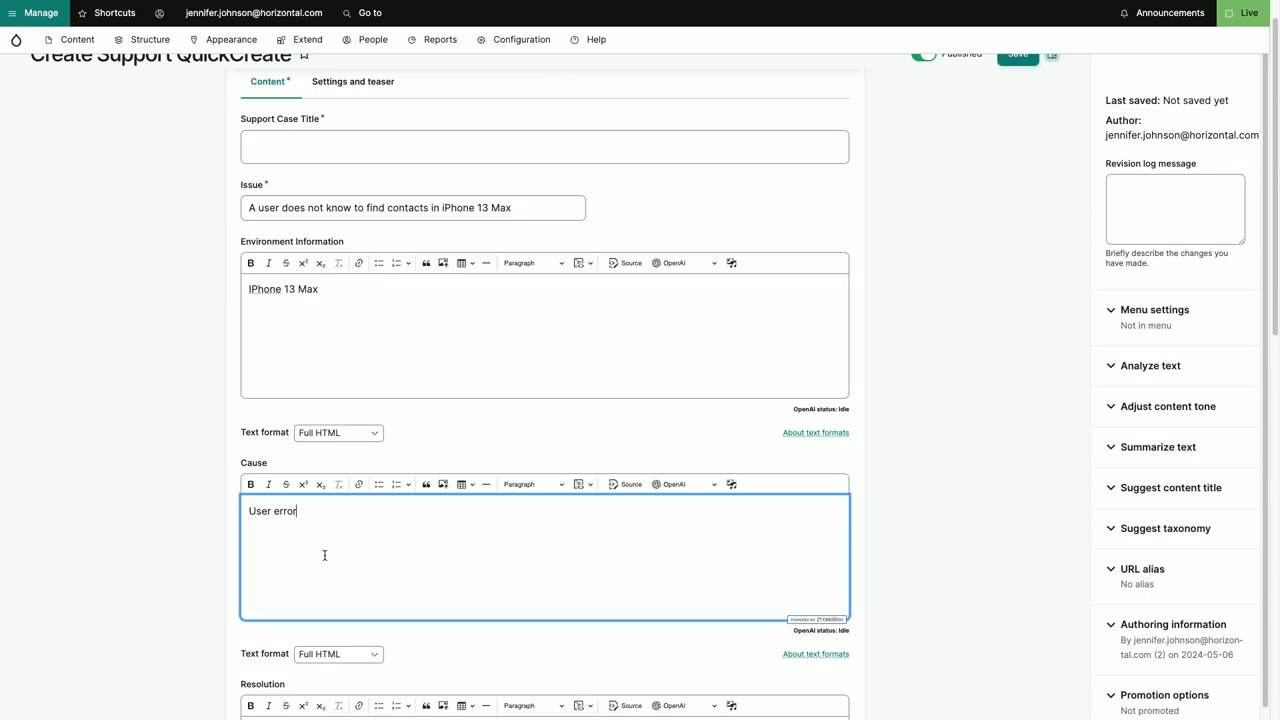 Manage
Shortcuts
jennifer.johnson@horizontal.com
Go to
Announcements
Live
Content
Structure
Appearance
Extend
People
Reports
Configuration
Help
Create Support QuickCreate
Published
Save
Content*
Settings and teaser
Support Case Title*
Issue*
A user does not know to find contacts in iPhone 13 Max
Environment Information
Paragraph
Source
OpenAI
IPhone 13 Max
OpenAI status: Idle
Text format
Full HTML
About text formats
Cause
Paragraph
Source
OpenAI
User error
POWERED BY CKEditor
OpenAI status: Idle
Text format
Full HTML
About text formats
Resolution
Paragraph
Source
OpenAI
Last saved: Not saved yet
Author:
jennifer.johnson@horizontal.com
Revision log message
Briefly describe the changes you
have made.
Menu settings
Not in menu
Analyze text
Adjust content tone
Summarize text
Suggest content title
Suggest taxonomy
URL alias
No alias
Authoring information
By jennifer.johnson@horizon-
tal.com (2) on 2024-05-06
Promotion options
Not promoted